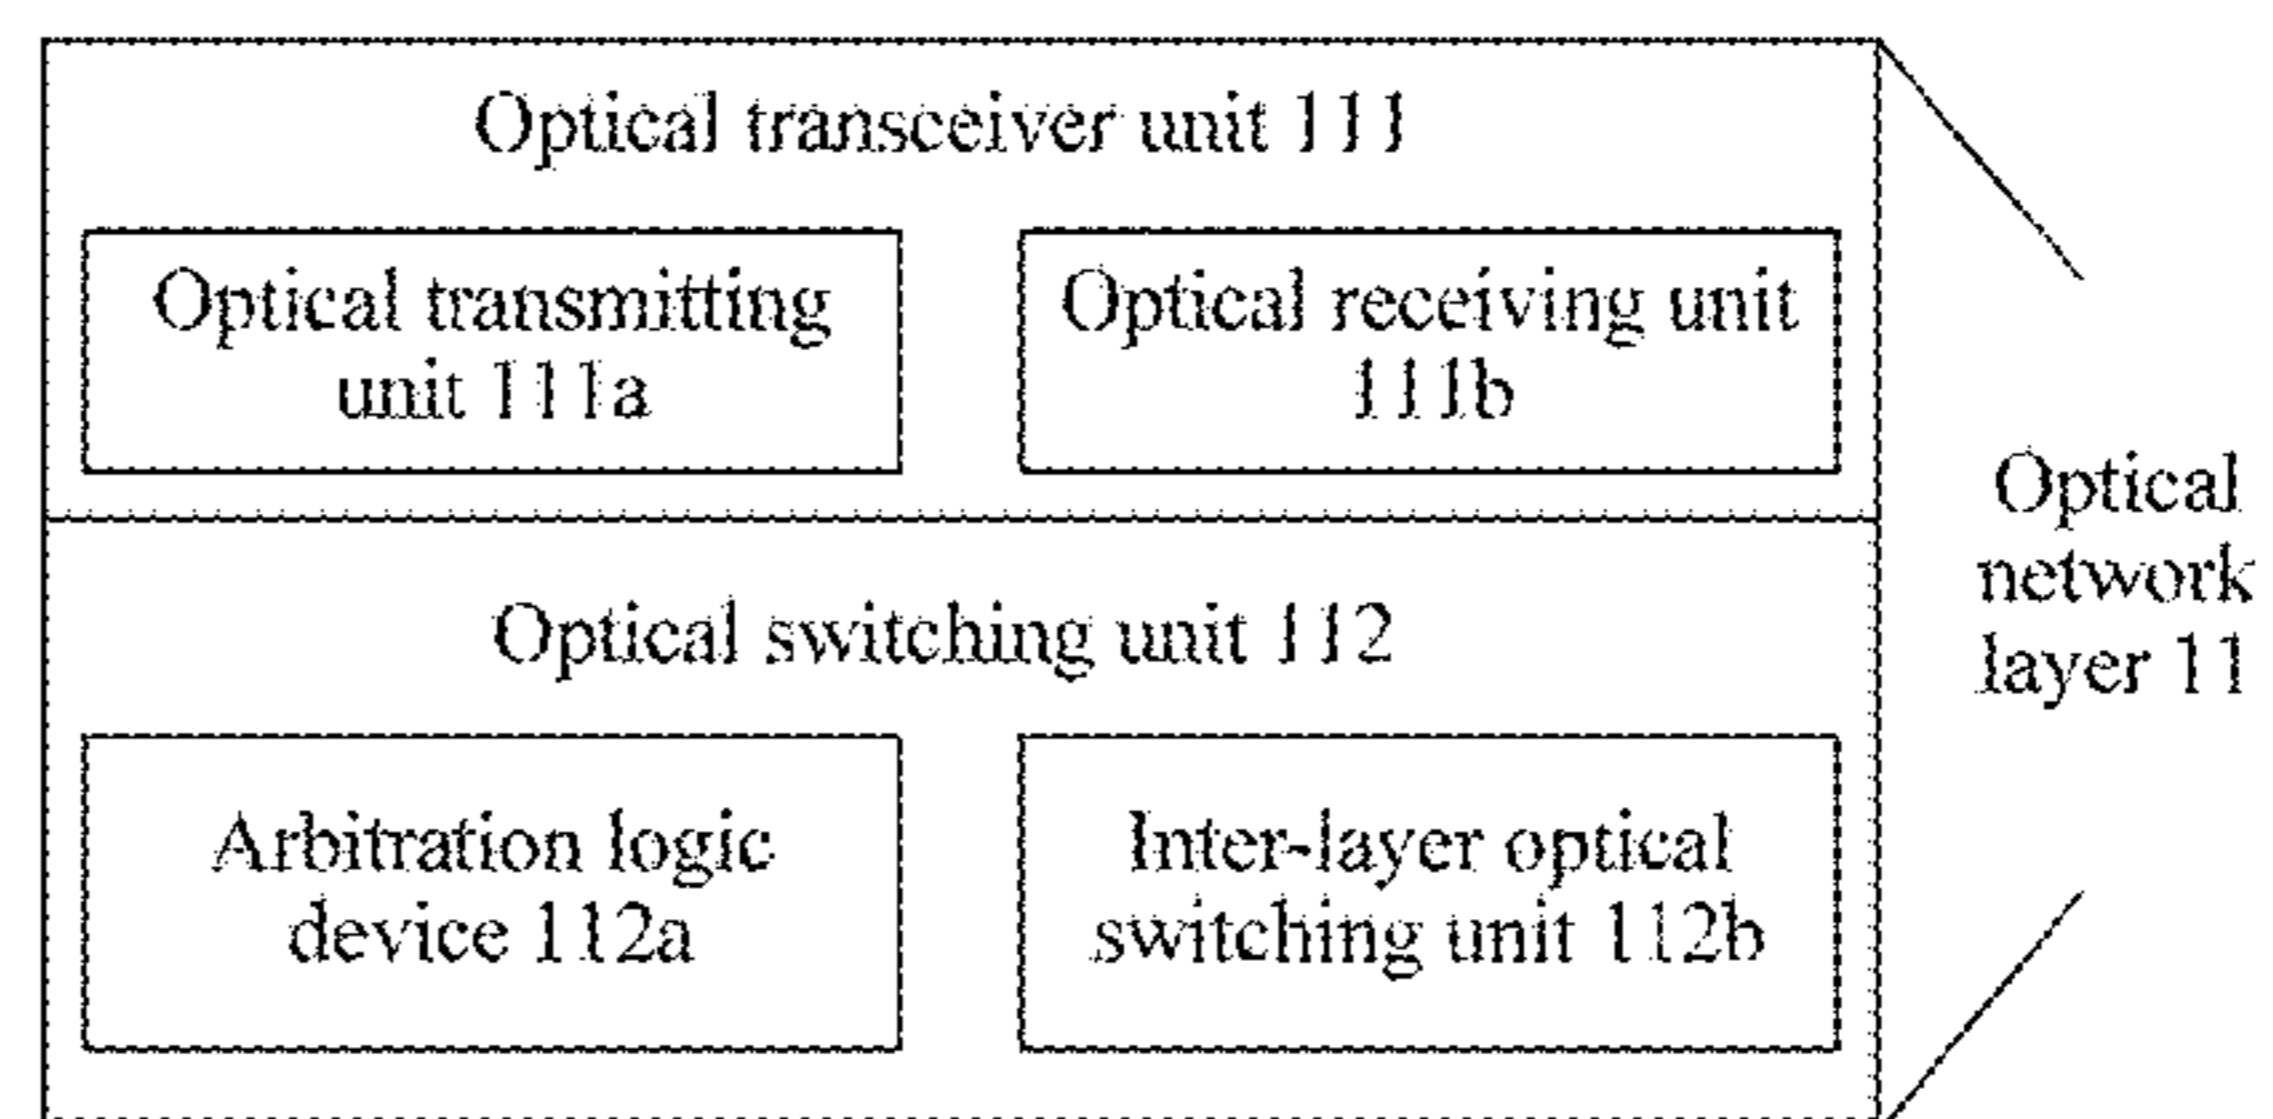 Optical transceiver unit 111
Optical transmitting
unit 111a
Optical receiving unit
111b
Optical switching unit 112
Arbitration logic
device 112a
Inter-layer optical
switching unit 112b
Optical
network
layer 11